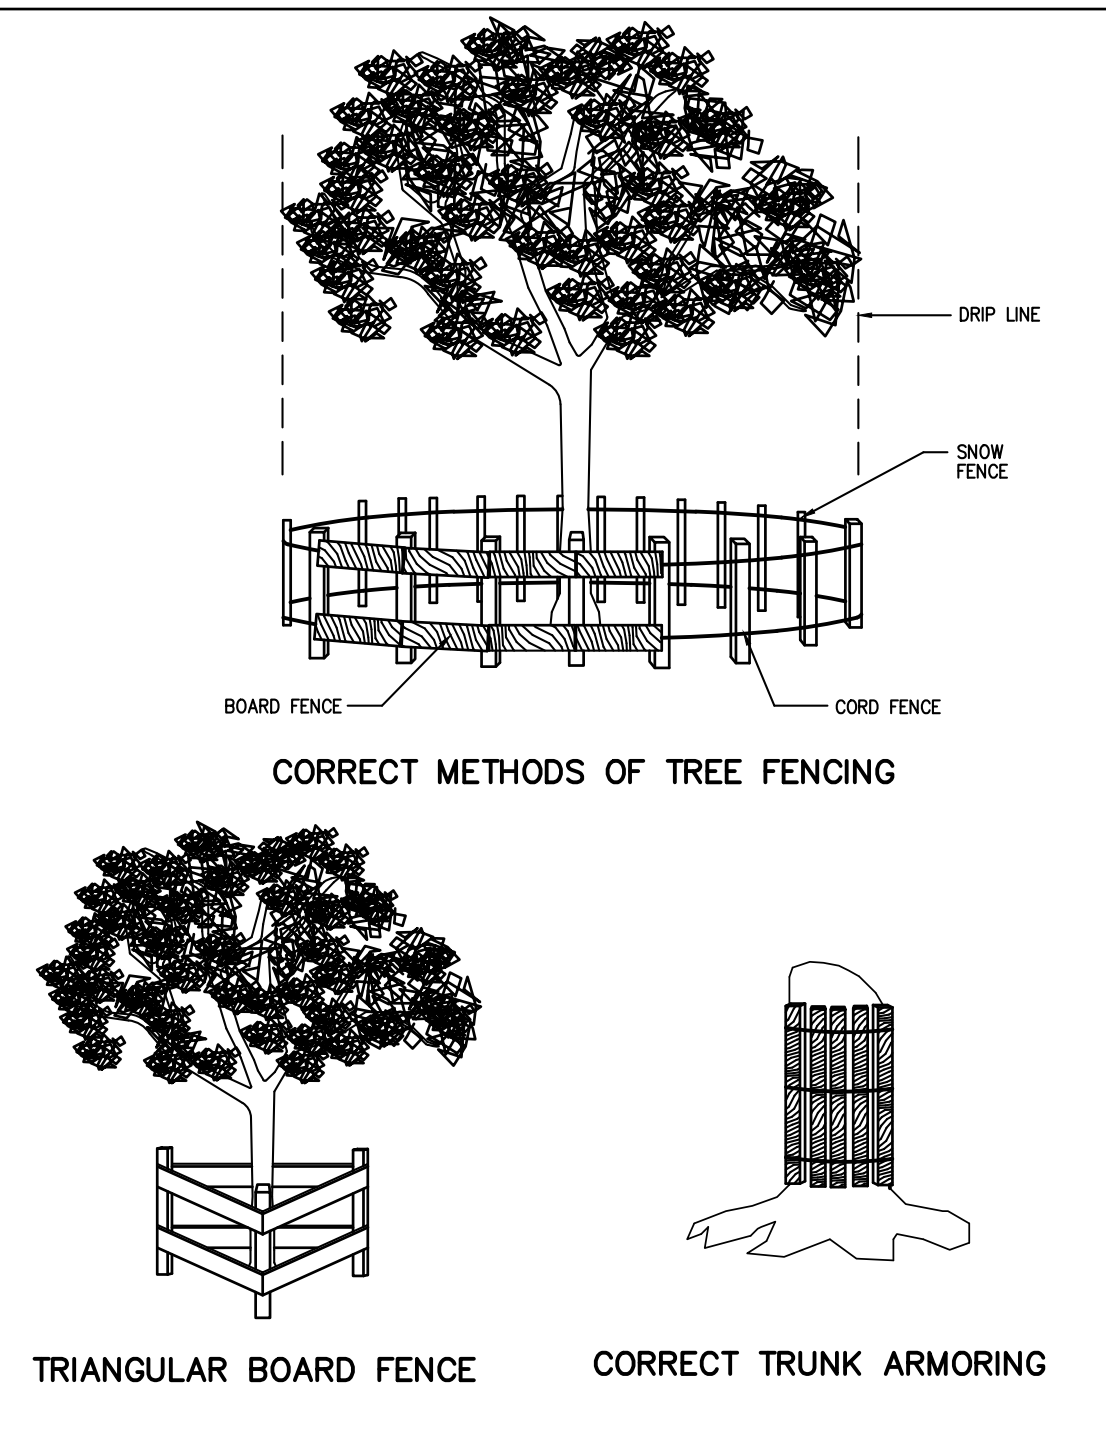 DRIP LINE
SNOW
FENCE
BOARD FENCE
CORD FENCE
CORRECT METHODS OF TREE FENCING
TRIANGULAR BOARD FENCE
CORRECT TRUNK ARMORING